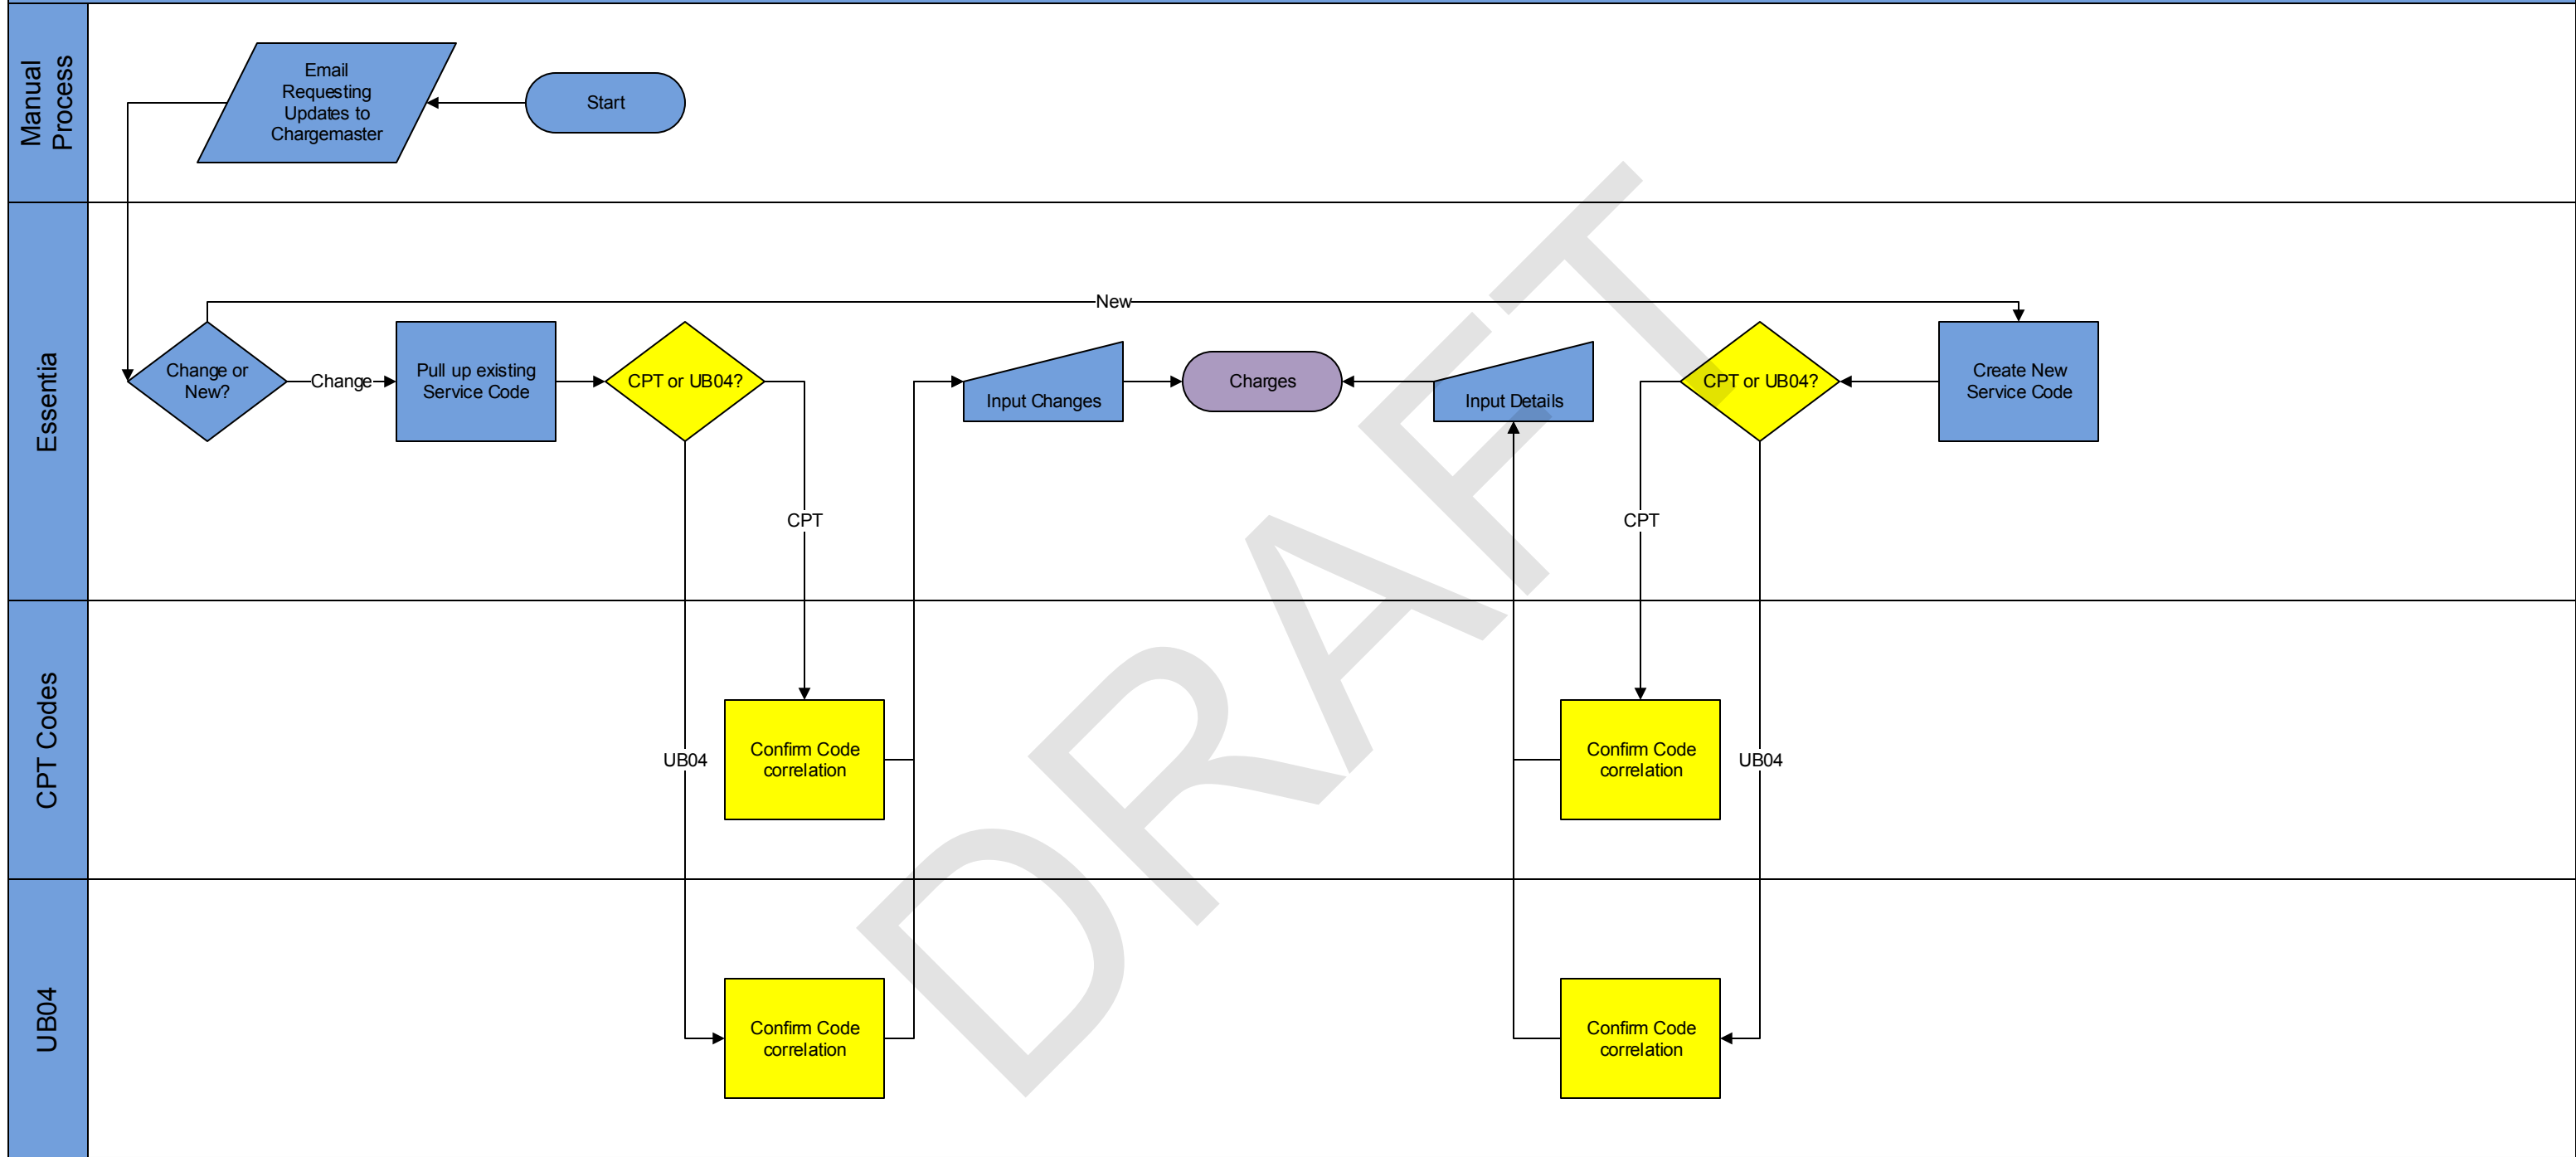 Manual
Process
Email
Requesting
Updates to
Chargemaster
Start
Essentia
New
Change or
New?
Change
Pull up existing
Service Code
CPT or UB04?
Input Changes
Charges
Input Details
CPT or UB04?
Create New
Service Code
CPT
CPT
CPT Codes
UB04
Confirm Code
correlation
Confirm Code
correlation
UB04
UB04
Confirm Code
correlation
Confirm Code
correlation
DRAFT